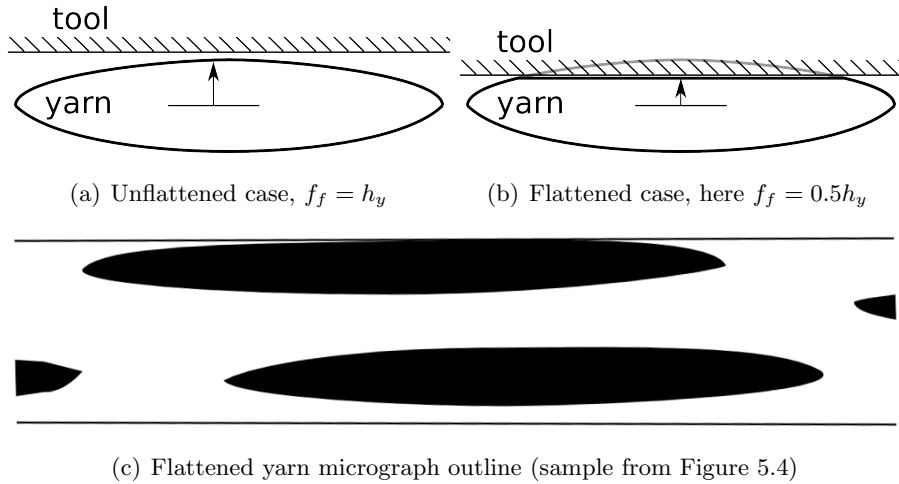 tool
yarn
tool
yarn
(a) Unflattened case, f_f = h_y
(b) Flattened case, here f_f = 0.5h_y
(c) Flattened yarn micrograph outline (sample from Figure 5.4)